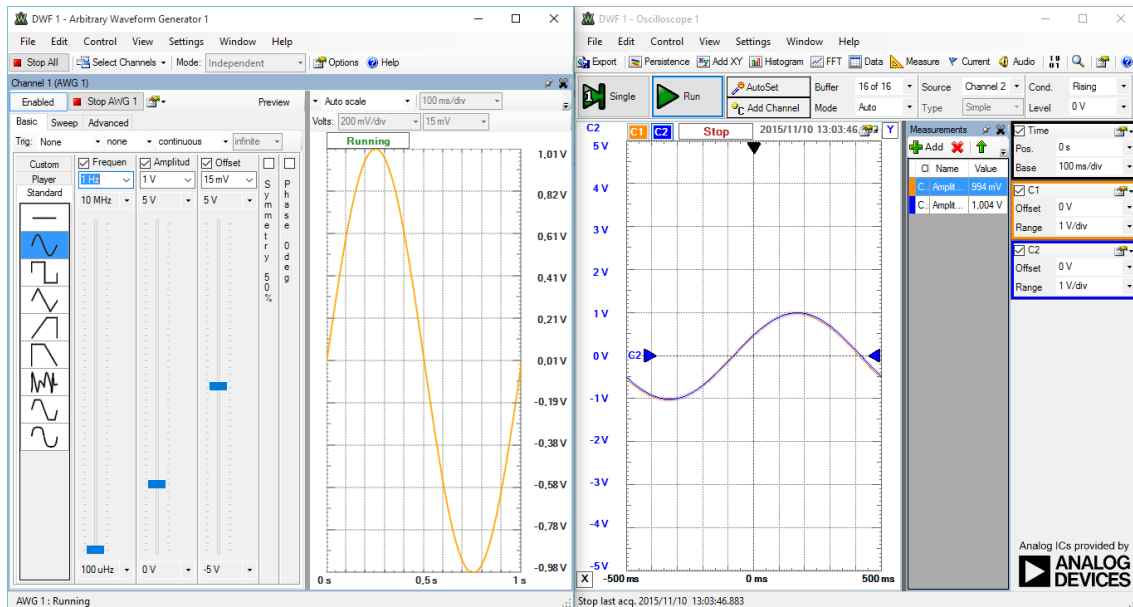 DWF 1 - Arbitrary Waveform Generator 1
File Edit Control View Settings Window Help
Stop All Select Channels Mode: Independent Options Help
Channel 1 (AWG 1)
Enabled Stop AWG 1 Preview
Basic Sweep Advanced
Trig: None none continuous infinite
Custom
Player
Standard
Frequen Amplitud Offset
1 Hz 1 V 15 mV
10 MHz 5 V 5 V
100 uHz 0 V -5 V
Symmetry 50%
Phase 0 deg
Auto scale 100 ms/div
Volts: 200 mV/div 15 mV
Running
1,01 V
0,82 V
0,61 V
0,41 V
0,21 V
0,01 V
-0,19 V
-0,38 V
-0,58 V
-0,78 V
-0,98 V
0 s 0,5 s 1 s
AWG 1 : Running
DWF 1 - Oscilloscope 1
File Edit Control View Settings Window Help
Export Persistence Add XY Histogram FFT Data Measure Current Audio
Single Run AutoSet Add Channel
Buffer 16 of 16 Source Channel 2 Cond. Rising
Mode Auto Type Simple Level 0 V
C2 C1 C2 Stop 2015/11/10 13:03:46 Y
5 V
4 V
3 V
2 V
1 V
0 V C2
-1 V
-2 V
-3 V
-4 V
-5 V
X -500 ms 0 ms 500 ms
Measurements
Add
Name Value
C.. Amplit... 994 mV
C.. Amplit... 1,004 V
Time
Pos. 0 s
Base 100 ms/div
C1
Offset 0 V
Range 1 V/div
C2
Offset 0 V
Range 1 V/div
Analog ICs provided by
ANALOG
DEVICES
Stop last acq. 2015/11/10 13:03:46.883